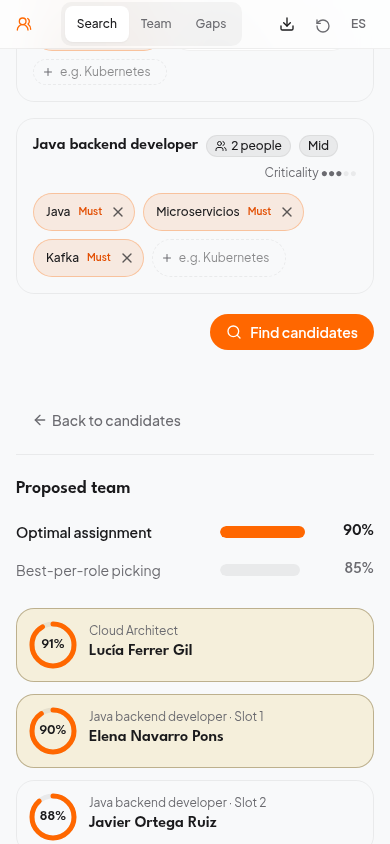 Search Team Gaps ES
+ e.g. Kubernetes
Java backend developer 2 people Mid
Criticality
Java Must × Microservicios Must ×
Kafka Must × + e.g. Kubernetes
Find candidates
← Back to candidates
Proposed team
Optimal assignment 90%
Best-per-role picking 85%
Cloud Architect
91%
Lucía Ferrer Gil
Java backend developer · Slot 1
90%
Elena Navarro Pons
Java backend developer · Slot 2
88%
Javier Ortega Ruiz